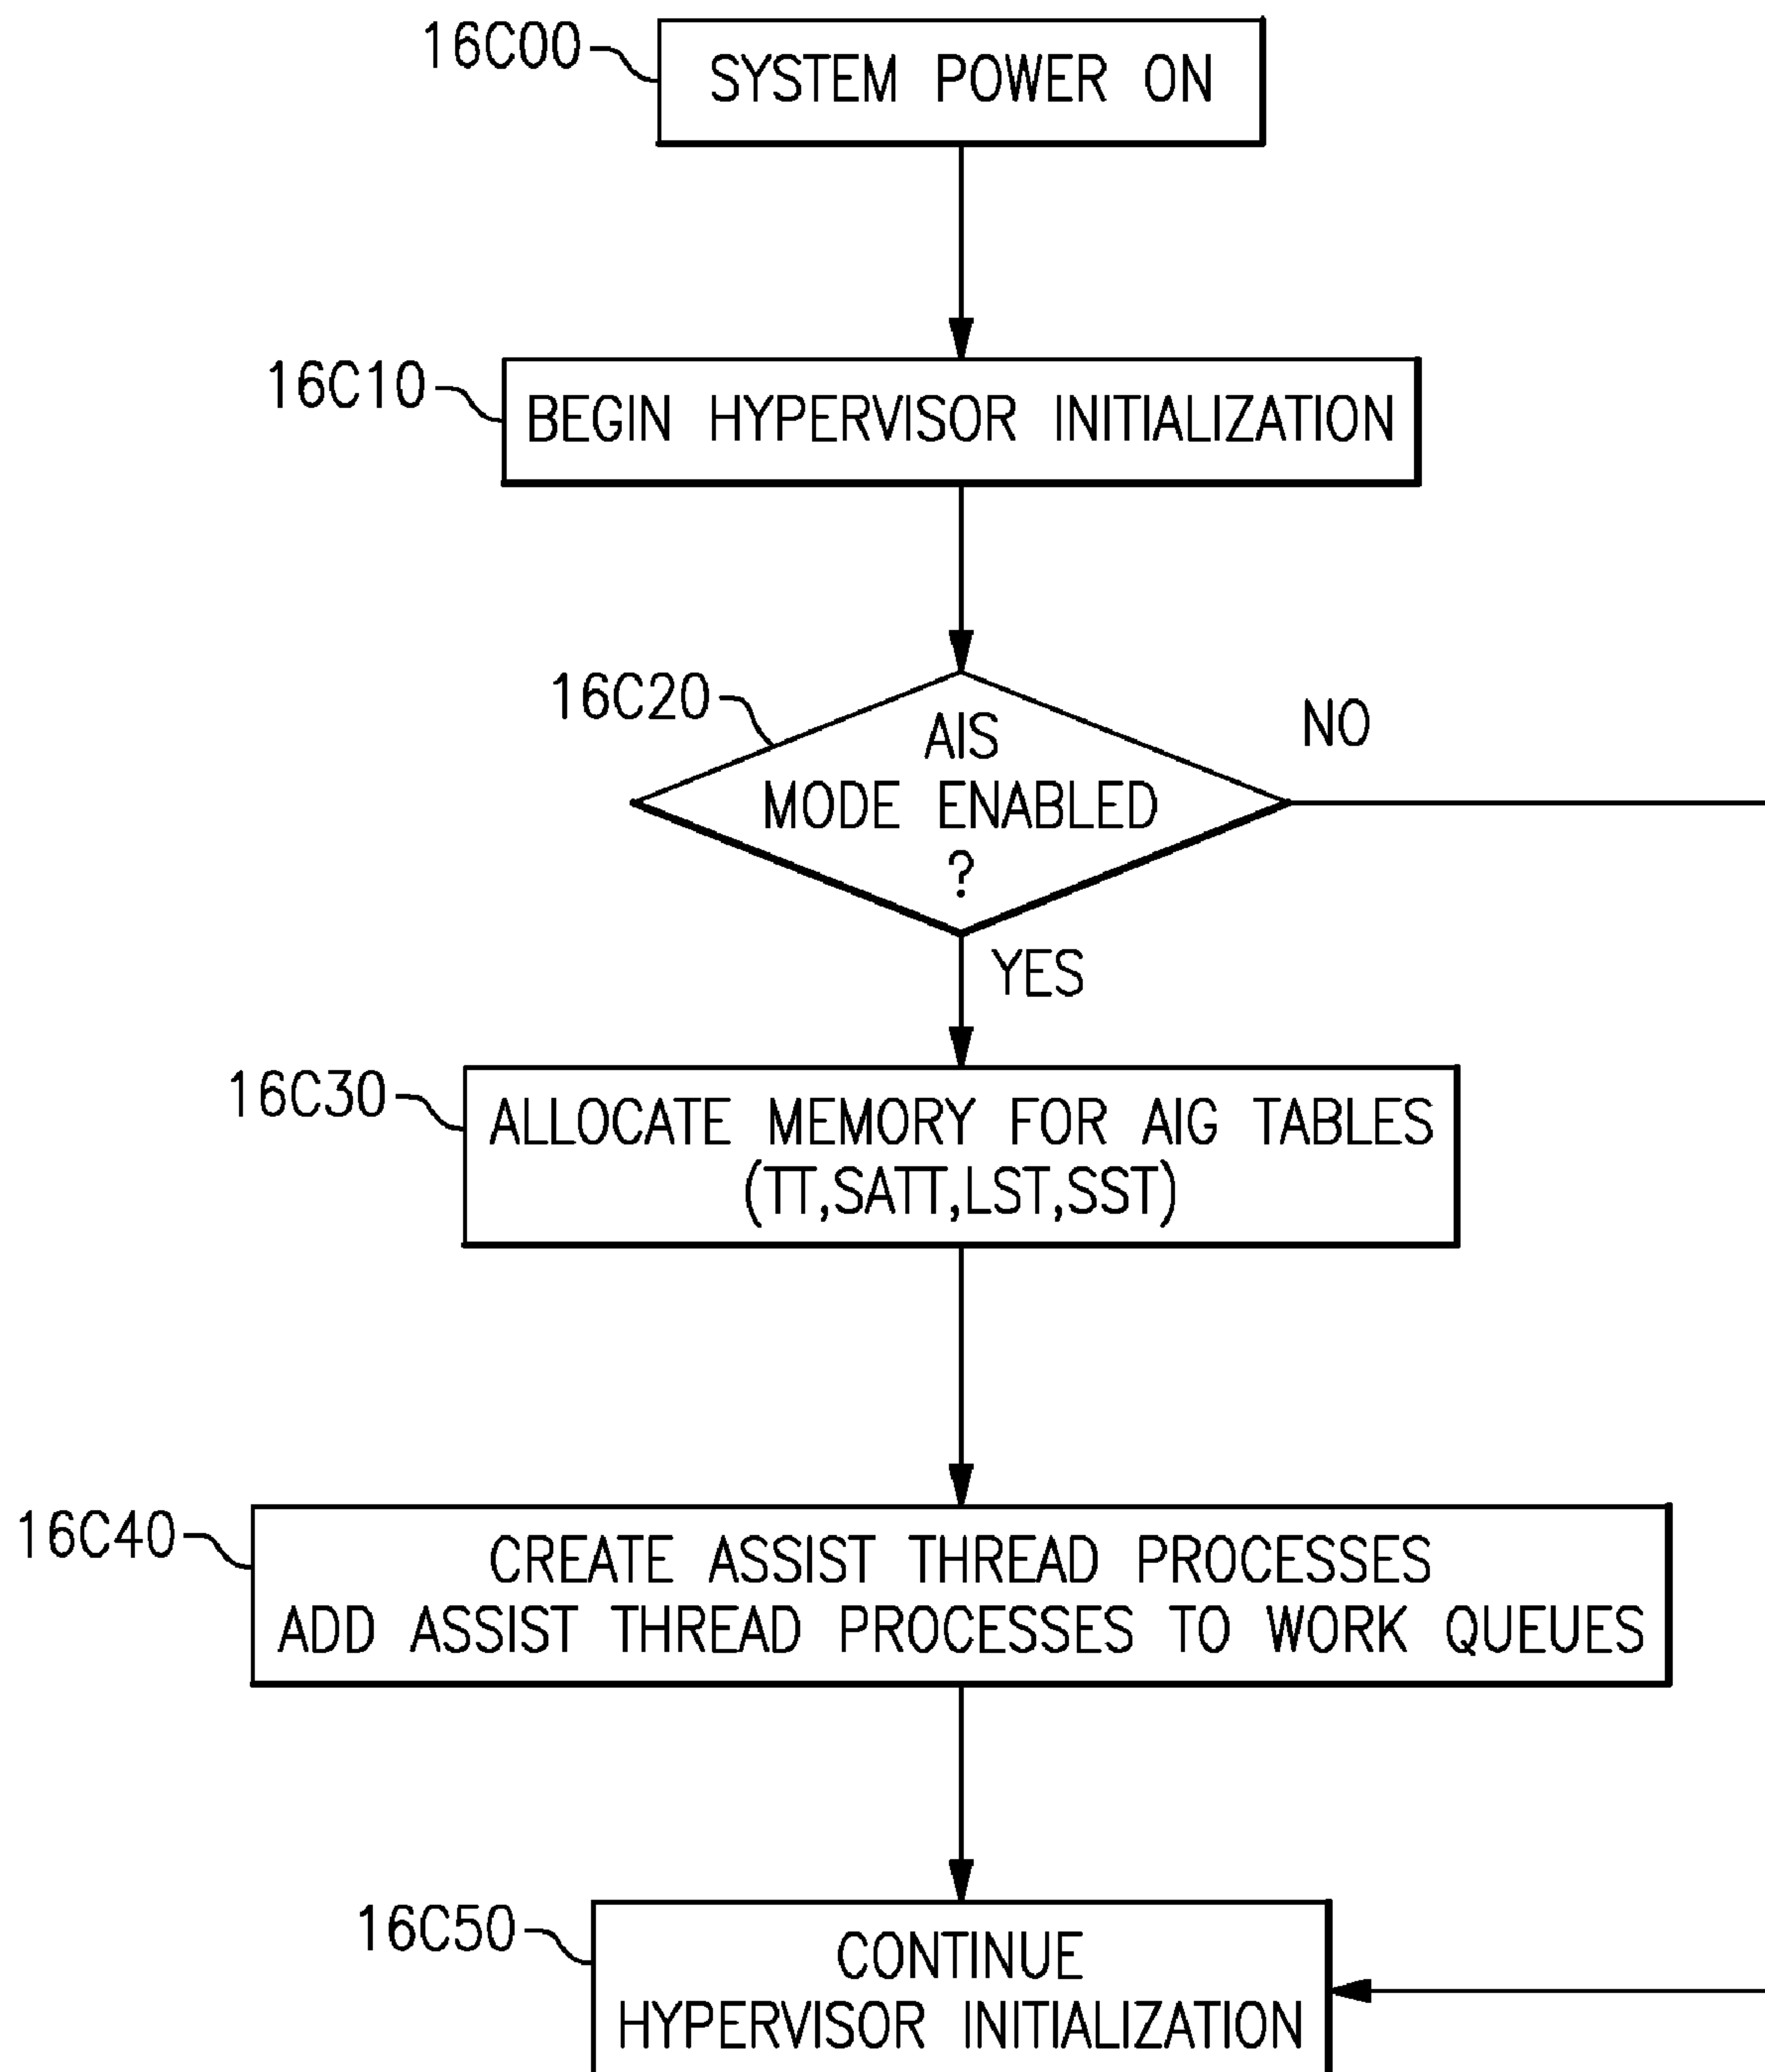 16C00
SYSTEM POWER ON
16C10
BEGIN HYPERVISOR INITIALIZATION
16C20
AIS
MODE ENABLED
?
NO
YES
16C30
ALLOCATE MEMORY FOR AIG TABLES
(TT,SATT,LST,SST)
16C40
CREATE ASSIST THREAD PROCESSES
ADD ASSIST THREAD PROCESSES TO WORK QUEUES
16C50
CONTINUE
HYPERVISOR INITIALIZATION